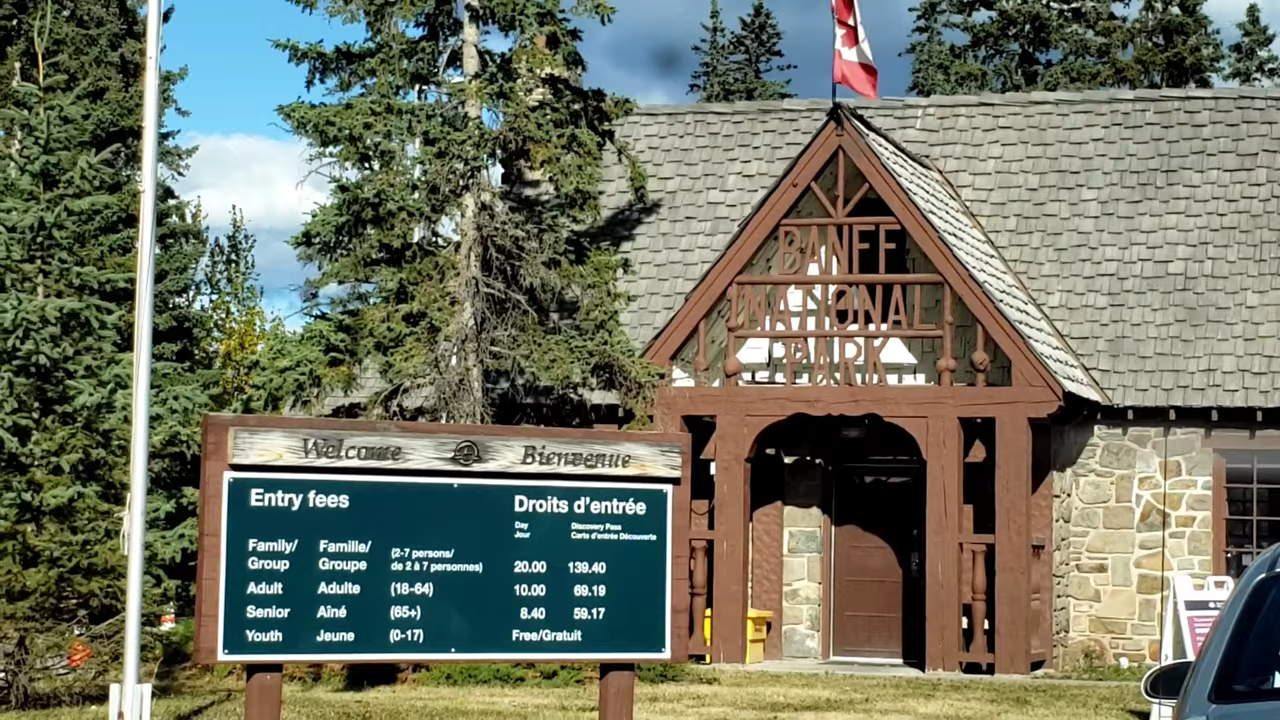 BANFF
NATIONAL
PARK
Welcome Bienvenue
Entry fees Droits d'entrée
Day Discovery Pass
Jour Carte d'entrée Découverte
Family/ Famille/ (2-7 persons/
Group Groupe de 2 à 7 personnes) 20.00 139.40
Adult Adulte (18-64) 10.00 69.19
Senior Aîné (65+) 8.40 59.17
Youth Jeune (0-17) Free/Gratuit